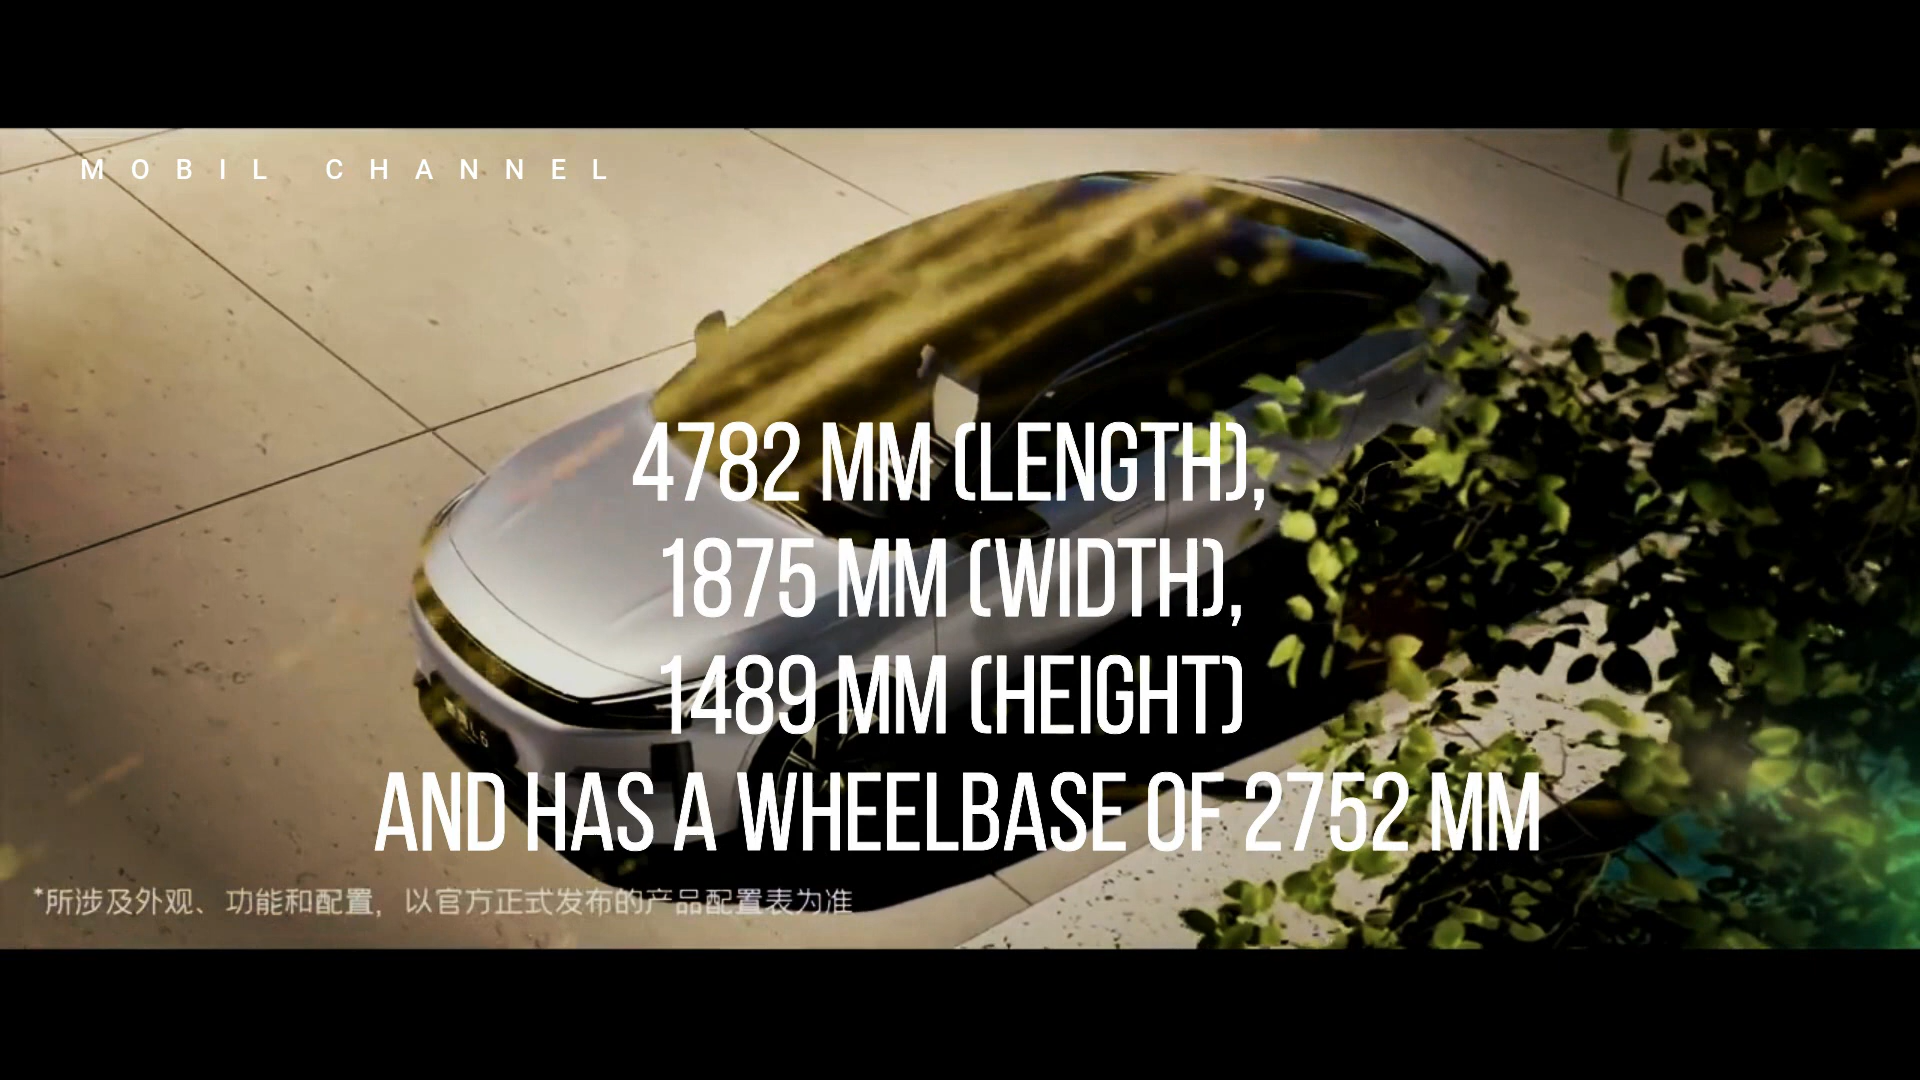 MOBIL CHANNEL
4782 MM (LENGTH),
1875 MM (WIDTH),
1489 MM (HEIGHT)
AND HAS A WHEELBASE OF 2752 MM
*所涉及外观、功能和配置，以官方正式发布的产品配置表为准